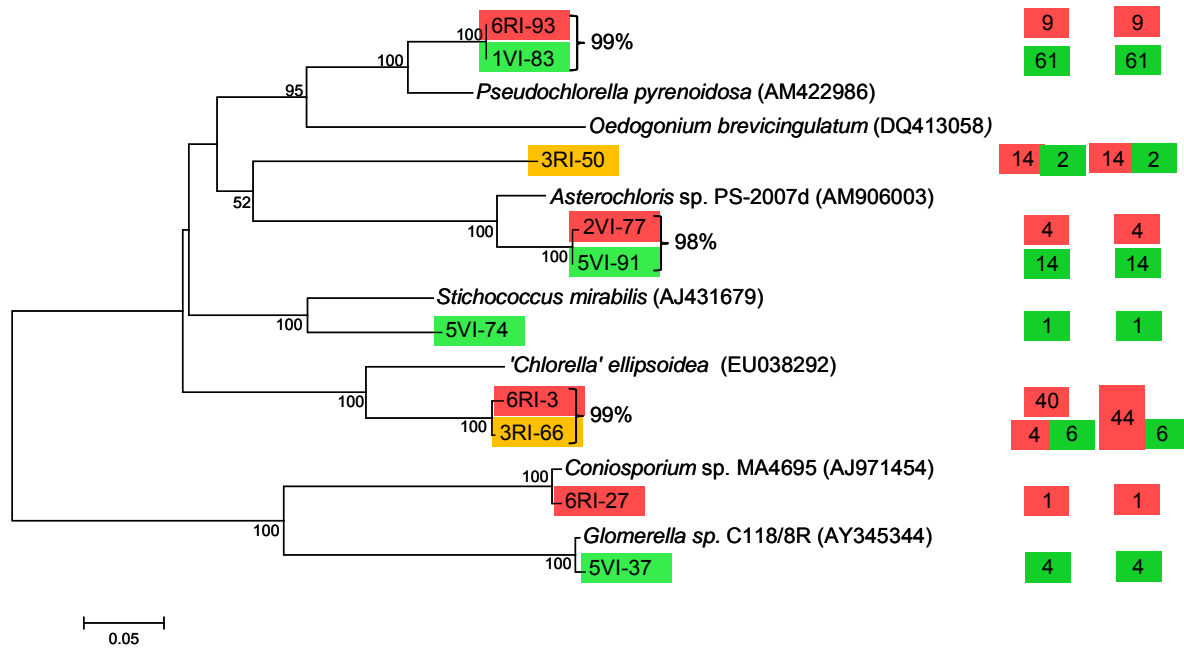 6RI-93 9 9
100
99%
1VI-83 61 61
100
Pseudochlorella pyrenoidosa (AM422986)
95
Oedogonium brevicingulatum (DQ413058)
3RI-50 14 2 14 2
Asterochloris sp. PS-2007d (AM906003)
52
2VI-77 4 4
100
98%
100
5VI-91 14 14
Stichococcus mirabilis (AJ431679)
100
5VI-74 1 1
'Chlorella' ellipsoidea (EU038292)
100
6RI-3 40
99% 44
100
3RI-66 4 6 6
Coniosporium sp. MA4695 (AJ971454)
100
6RI-27 1 1
100
Glomerella sp. C118/8R (AY345344)
100
5VI-37 4 4
0.05